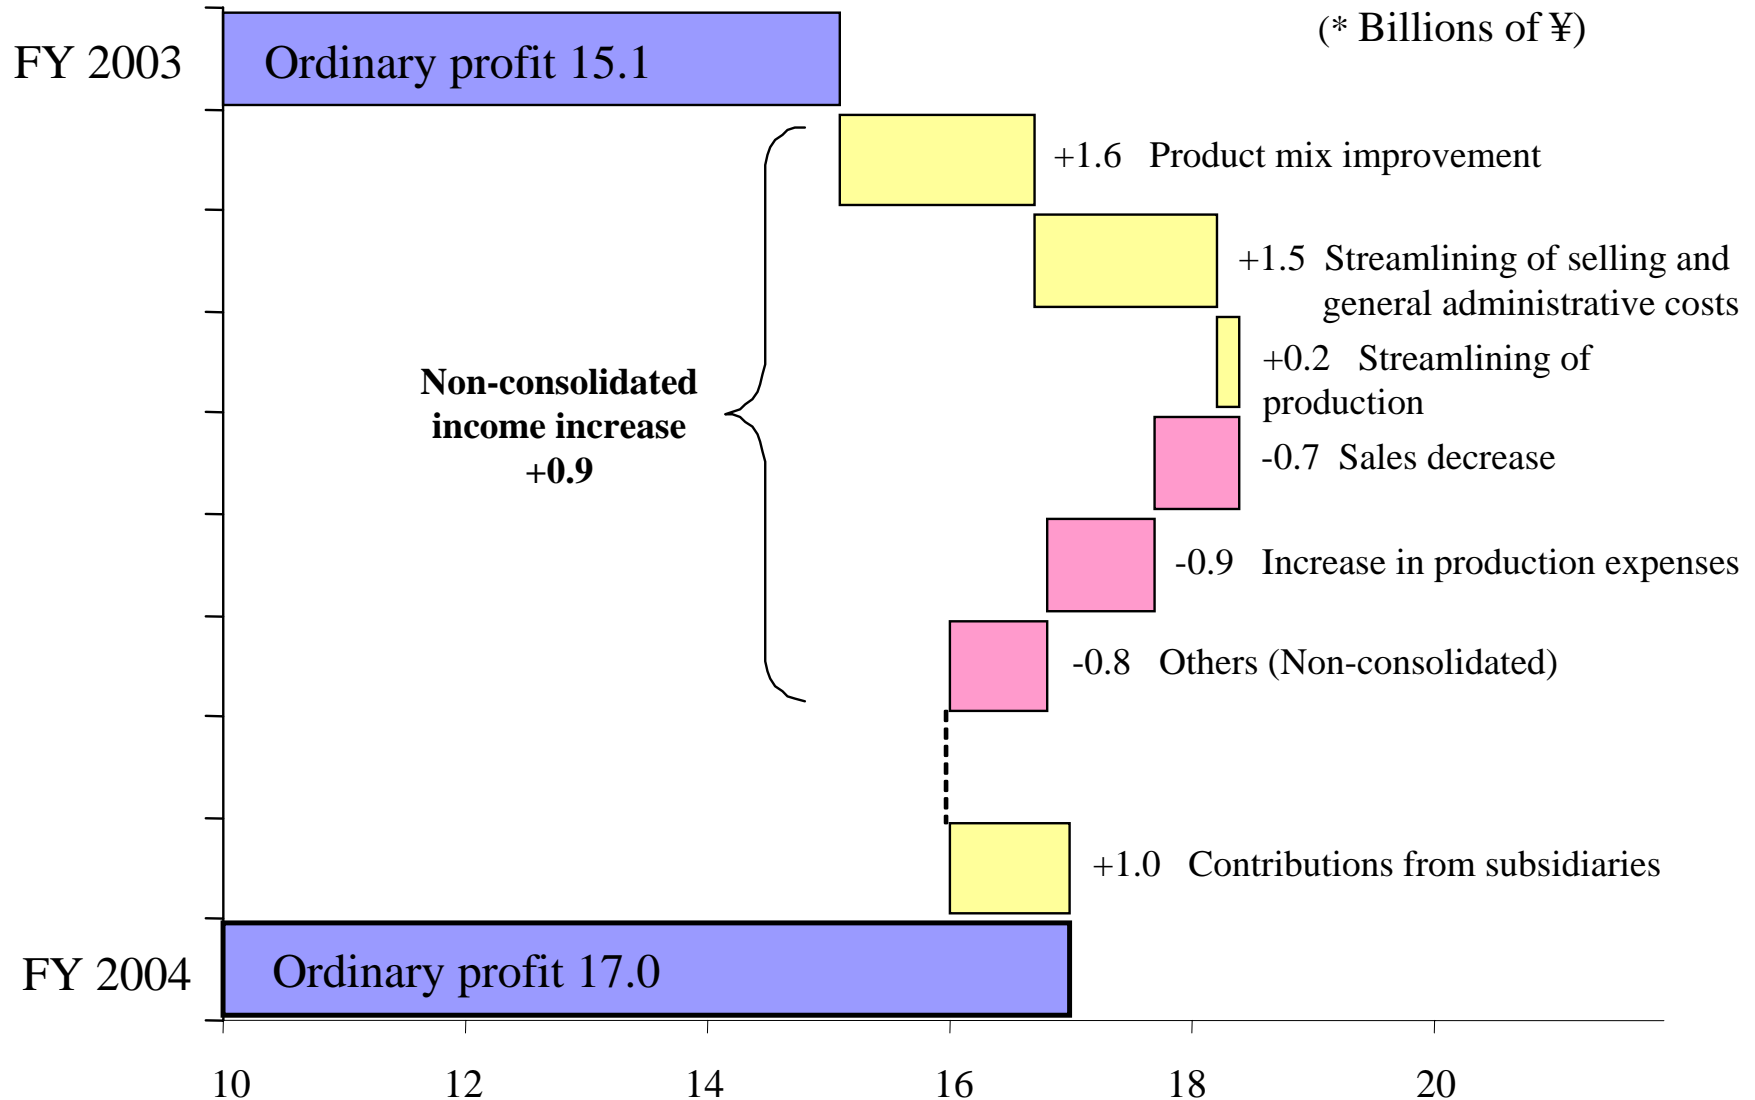 (* Billions of ¥)
FY 2003
Ordinary profit 15.1
+1.6 Product mix improvement
+1.5 Streamlining of selling and
general administrative costs
+0.2 Streamlining of
production
Non-consolidated
income increase
+0.9
-0.7 Sales decrease
-0.9 Increase in production expenses
-0.8 Others (Non-consolidated)
+1.0 Contributions from subsidiaries
FY 2004
Ordinary profit 17.0
10 12 14 16 18 20